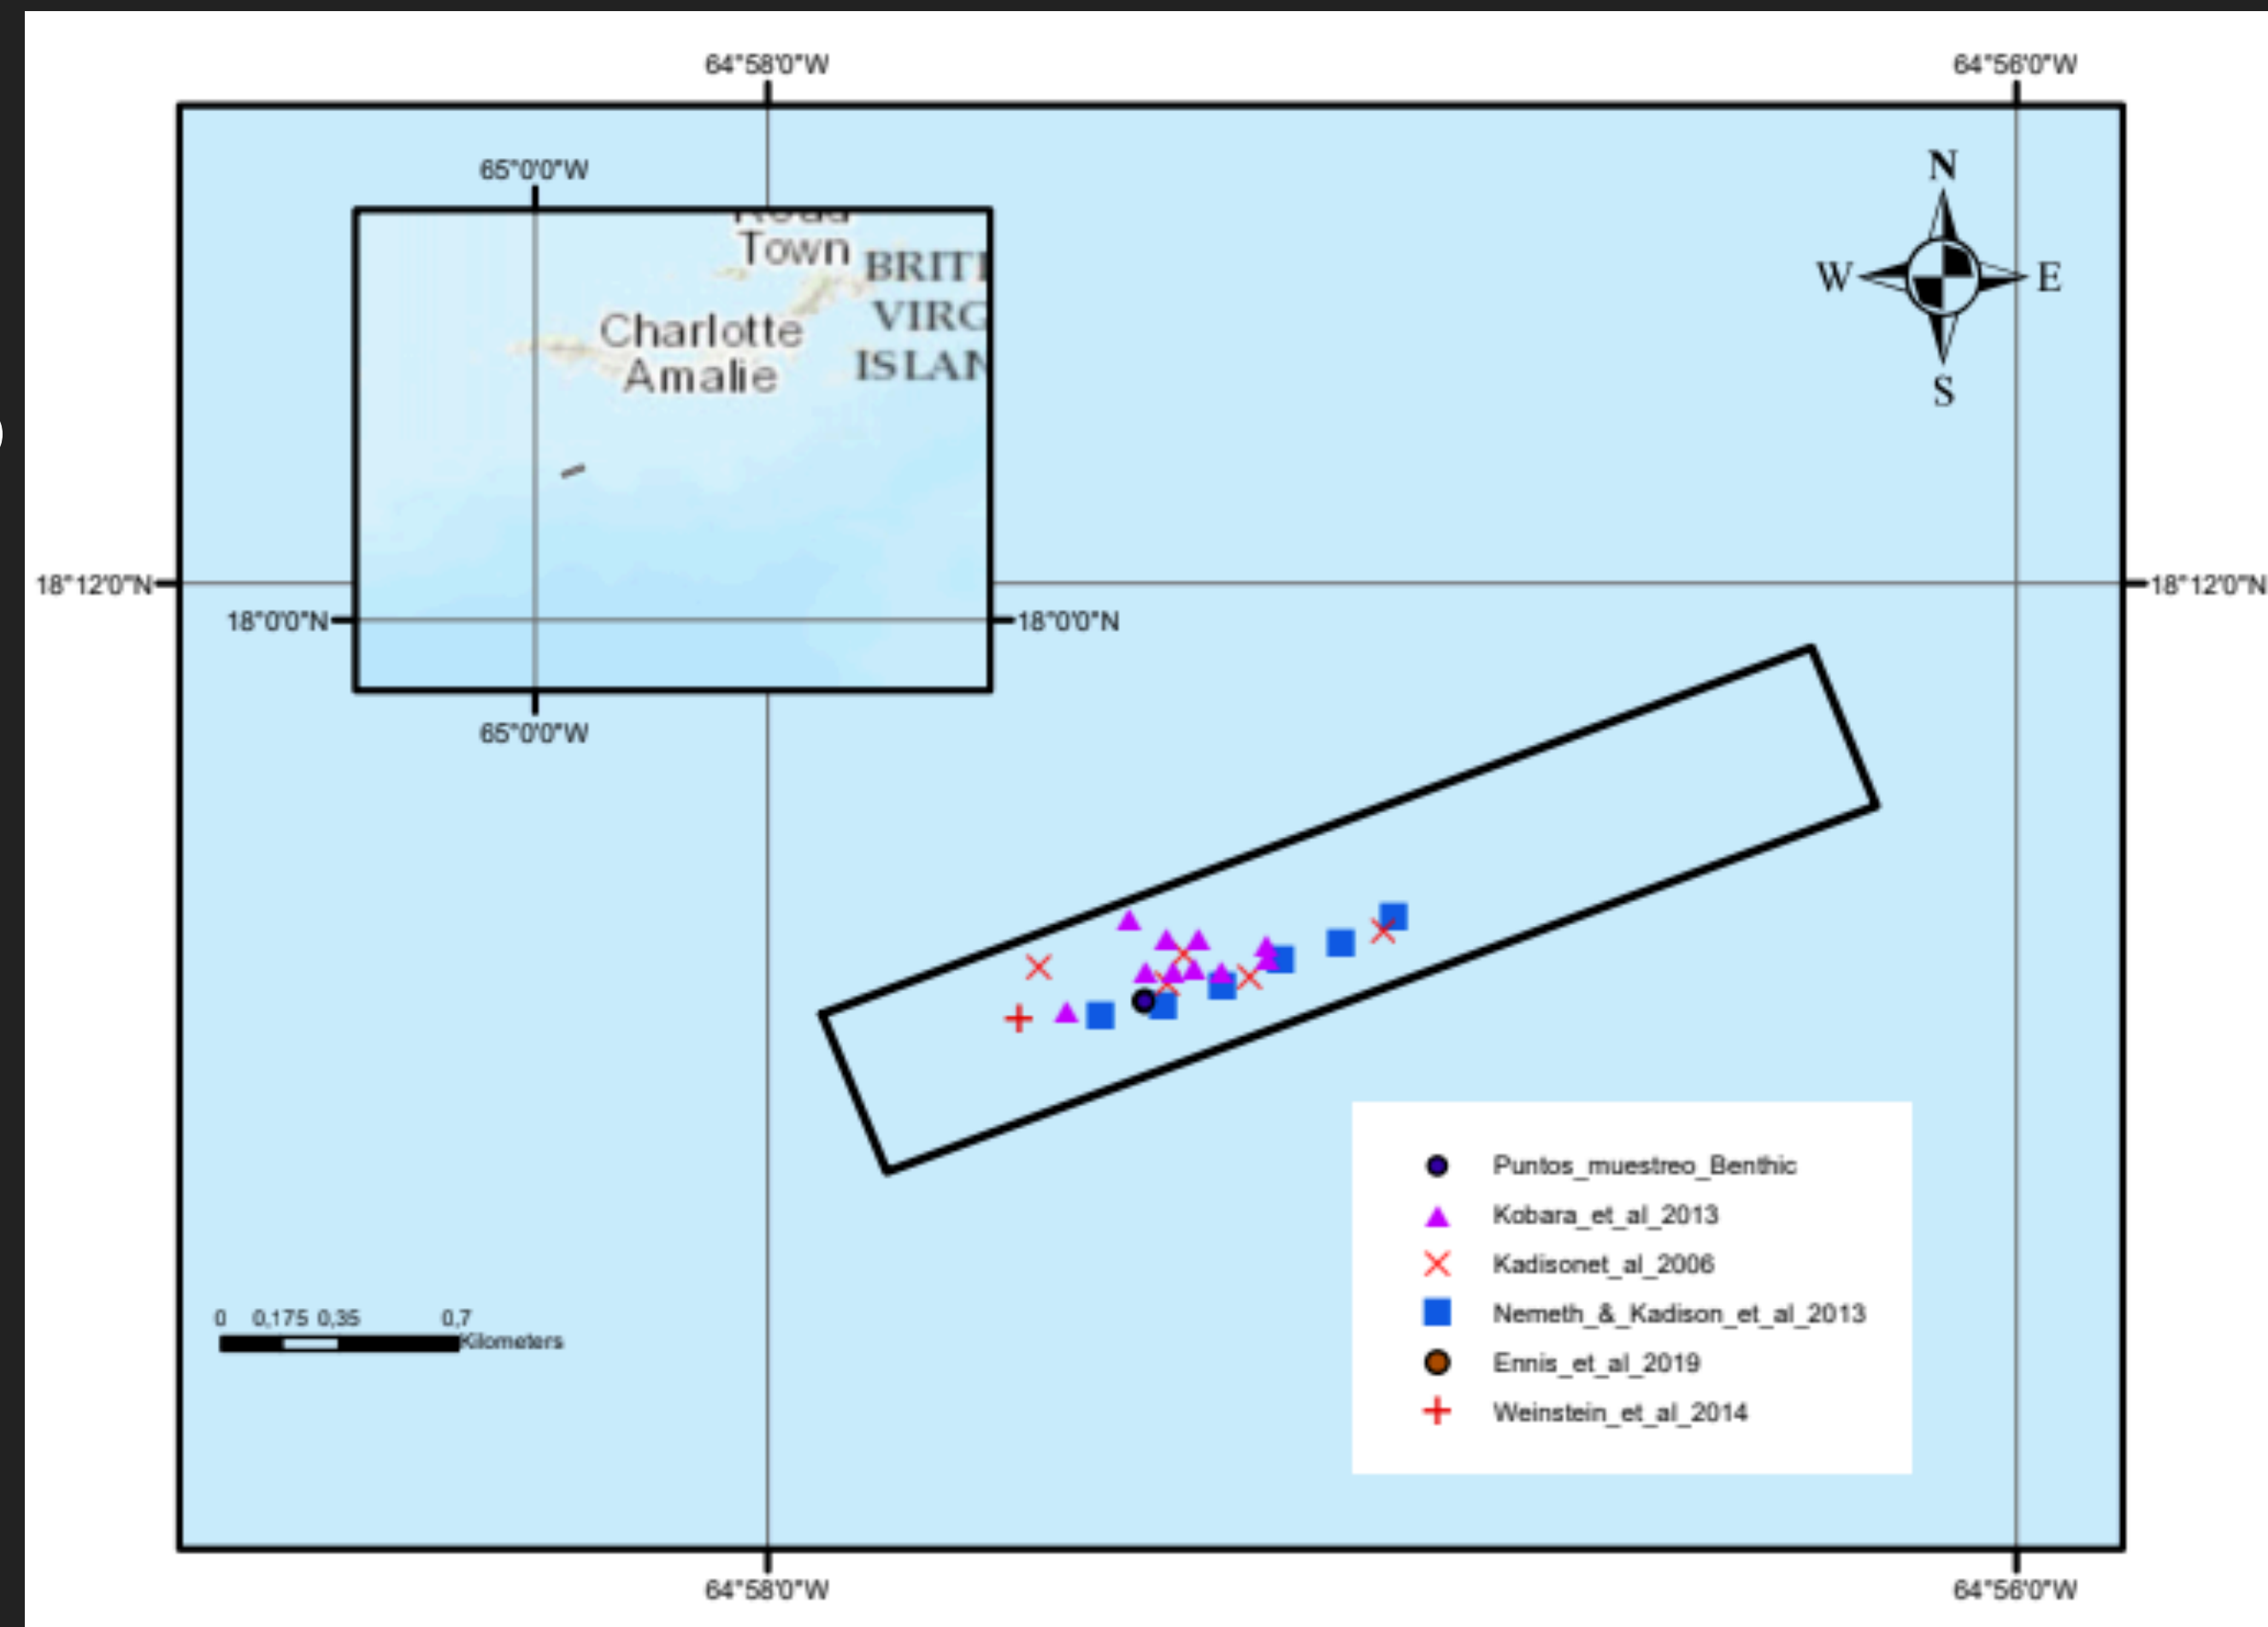 64°58'0"W
64°56'0"W
65°0'0"W
N
W
E
S
Road
Town
BRITI
VIRG
ISLAN
Charlotte
Amalie
18°12'0"N
18°12'0"N
18°0'0"N
18°0'0"N
65°0'0"W
Puntos_muestreo_Benthic
Kobara_et_al_2013
Kadisonet_al_2006
Nemeth_&_Kadison_et_al_2013
Ennis_et_al_2019
Weinstein_et_al_2014
0 0,175 0,35 0,7
Kilometers
64°58'0"W
64°56'0"W